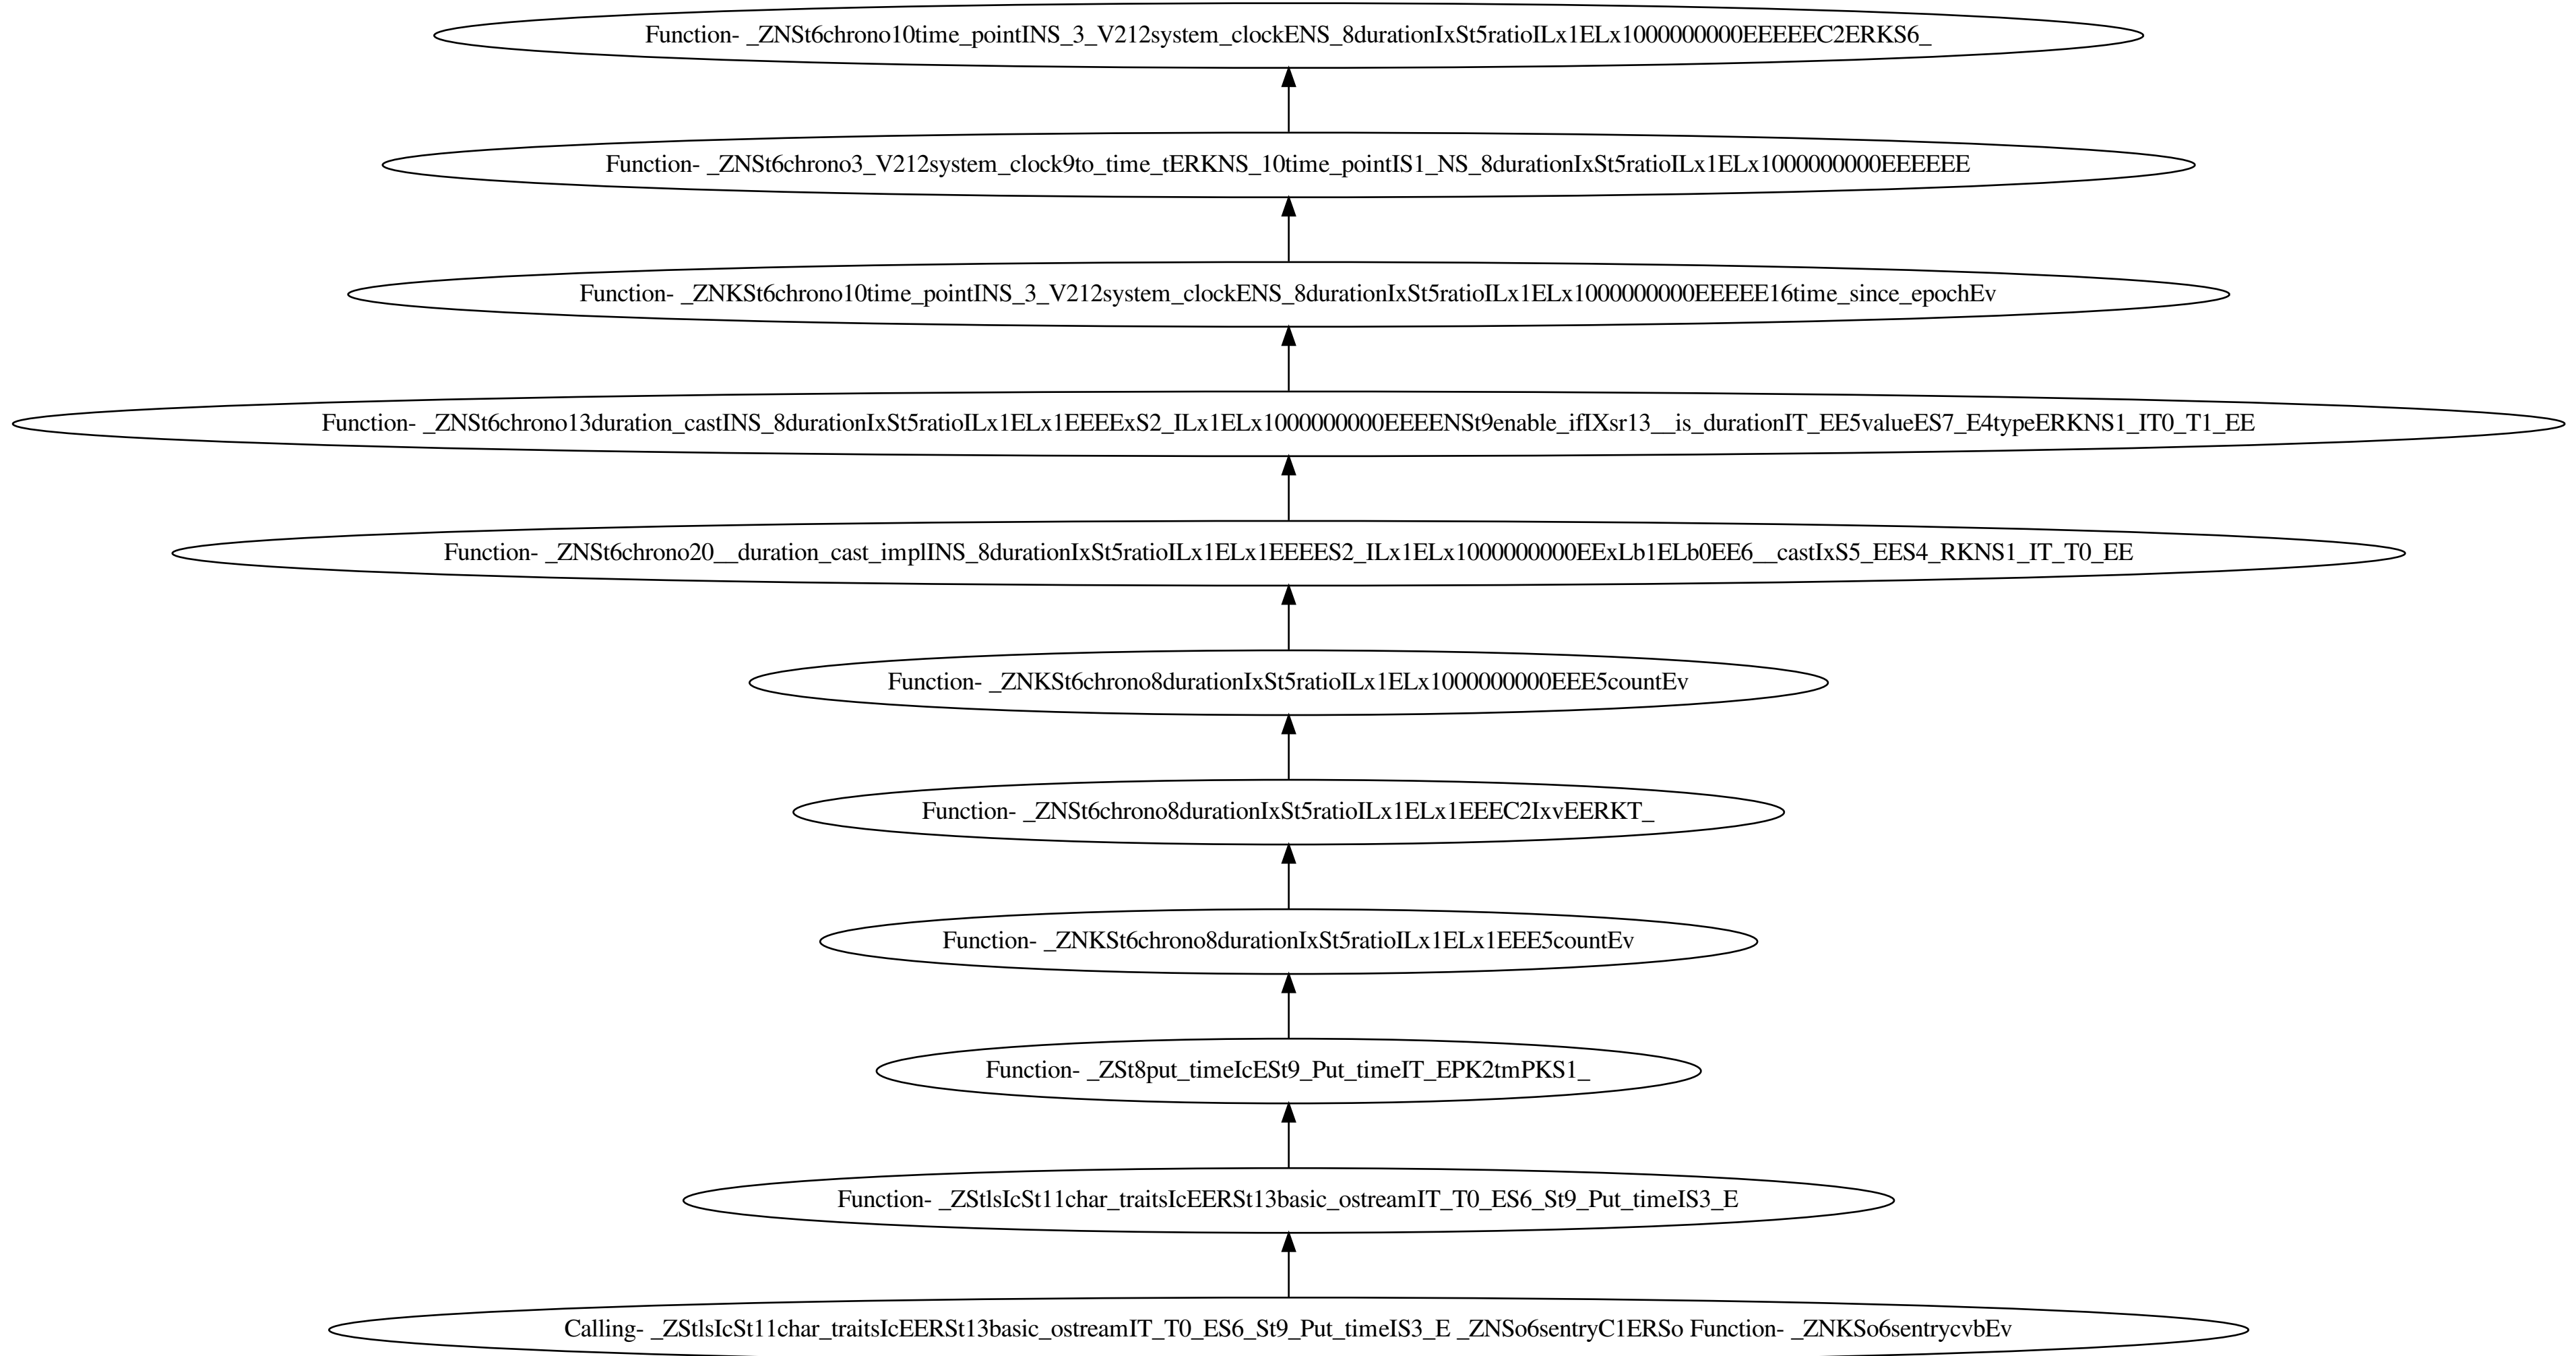 Function- _ZNSt6chrono10time_pointINS_3_V212system_clockENS_8durationIxSt5ratioILx1ELx1000000000EEEEEC2ERKS6_
Function- _ZNSt6chrono3_V212system_clock9to_time_tERKNS_10time_pointIS1_NS_8durationIxSt5ratioILx1ELx1000000000EEEEEE
Function- _ZNKSt6chrono10time_pointINS_3_V212system_clockENS_8durationIxSt5ratioILx1ELx1000000000EEEEE16time_since_epochEv
Function- _ZNSt6chrono13duration_castINS_8durationIxSt5ratioILx1ELx1EEEExS2_ILx1ELx1000000000EEEENSt9enable_ifIXsr13__is_durationIT_EE5valueES7_E4typeERKNS1_IT0_T1_EE
Function- _ZNSt6chrono20__duration_cast_implINS_8durationIxSt5ratioILx1ELx1EEEES2_ILx1ELx1000000000EExLb1ELb0EE6__castIxS5_EES4_RKNS1_IT_T0_EE
Function- _ZNKSt6chrono8durationIxSt5ratioILx1ELx1000000000EEE5countEv
Function- _ZNSt6chrono8durationIxSt5ratioILx1ELx1EEEC2IxvEERKT_
Function- _ZNKSt6chrono8durationIxSt5ratioILx1ELx1EEE5countEv
Function- _ZSt8put_timeIcESt9_Put_timeIT_EPK2tmPKS1_
Function- _ZStlsIcSt11char_traitsIcEERSt13basic_ostreamIT_T0_ES6_St9_Put_timeIS3_E
Calling- _ZStlsIcSt11char_traitsIcEERSt13basic_ostreamIT_T0_ES6_St9_Put_timeIS3_E _ZNSo6sentryC1ERSo Function- _ZNKSo6sentrycvbEv